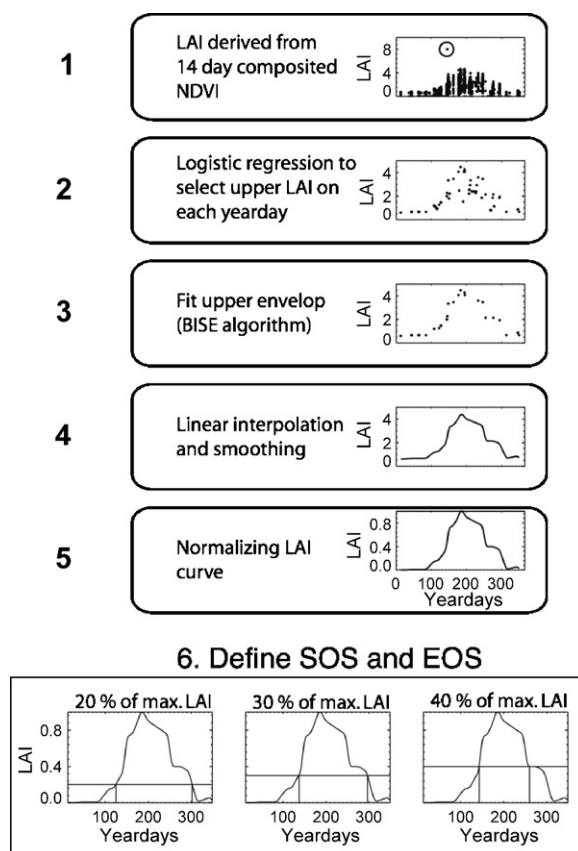 1
LAI derived from
14 day composited
NDVI
LAI
8
4
0
2
Logistic regression to
select upper LAI on
each yearday
LAI
4
2
0
3
Fit upper envelop
(BISE algorithm)
LAI
4
2
0
4
Linear interpolation
and smoothing
LAI
4
2
0
5
Normalizing LAI
curve
LAI
0.8
0.4
0.0
0 100 200 300
Yeardays
6. Define SOS and EOS
20 % of max. LAI 30 % of max. LAI 40 % of max. LAI
LAI
0.8
0.4
0.0
100 200 300 100 200 300 100 200 300
Yeardays Yeardays Yeardays